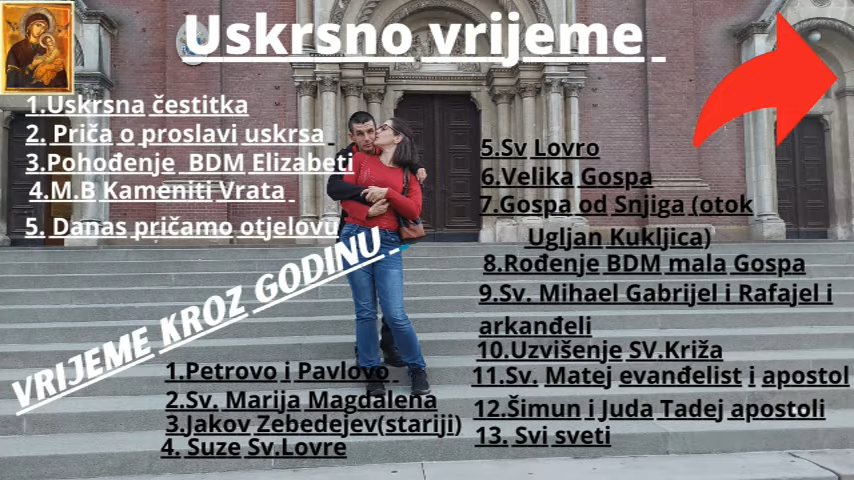 Uskrsno vrijeme
1.Uskrsna čestitka
2. Priča o proslavi uskrsa
3.Pohođenje BDM Elizabeti
4.M.B Kameniti Vrata
5. Danas pričamo otjelovu
VRIJEME KROZ GODINU
1.Petrovo i Pavlovo
2.Sv. Marija Magdalena
3.Jakov Zebedejev(stariji)
4. Suze Sv.Lovre
5.Sv Lovro
6.Velika Gospa
7.Gospa od Snjiga (otok
Ugljan Kukljica)
8.Rođenje BDM mala Gospa
9.Sv. Mihael Gabrijel i Rafajel i
arkanđeli
10.Uzvišenje SV.Križa
11.Sv. Matej evanđelist i apostol
12.Šimun i Juda Tadej apostoli
13. Svi sveti